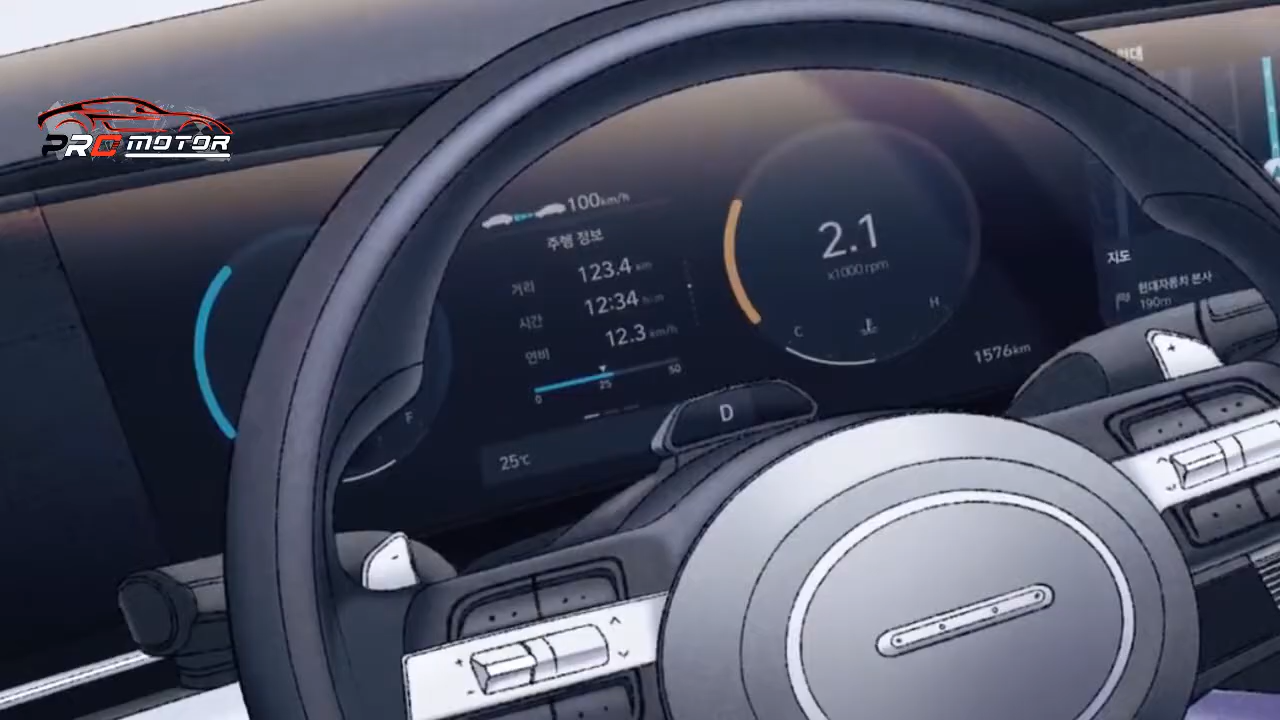 PRO MOTOR
100km/h
주행 정보
거리 123.4 km
시간 12:34 h:m
연비 12.3 km/h
0 25 50
25℃
F
D
2.1
x1000rpm
C H
1576km
지도
현대자동차 본사
190m
+
-
+
-